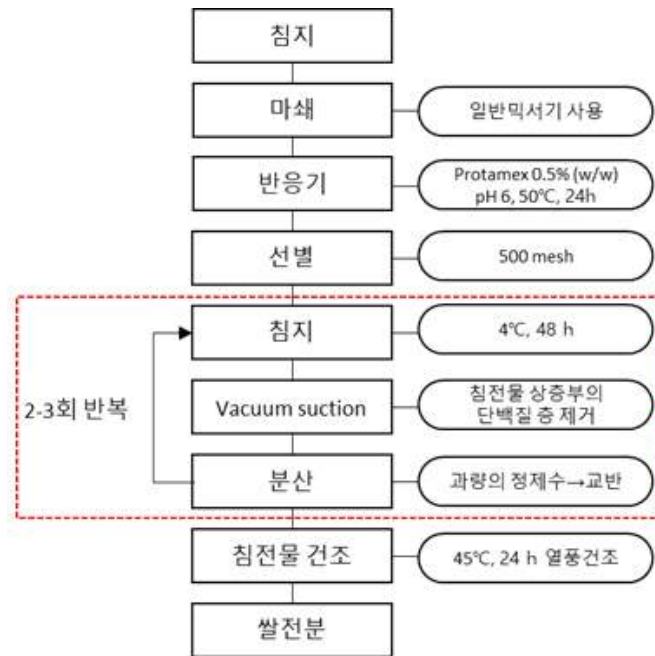 침지
마쇄
일반믹서기 사용
반응기
Protamex 0.5% (w/w)
pH 6, 50℃, 24h
선별
500 mesh
침지
4℃, 48 h
2-3회 반복
Vacuum suction
침전물 상층부의
단백질 층 제거
분산
과량의 정제수→교반
침전물 건조
45℃, 24 h 열풍건조
쌀전분